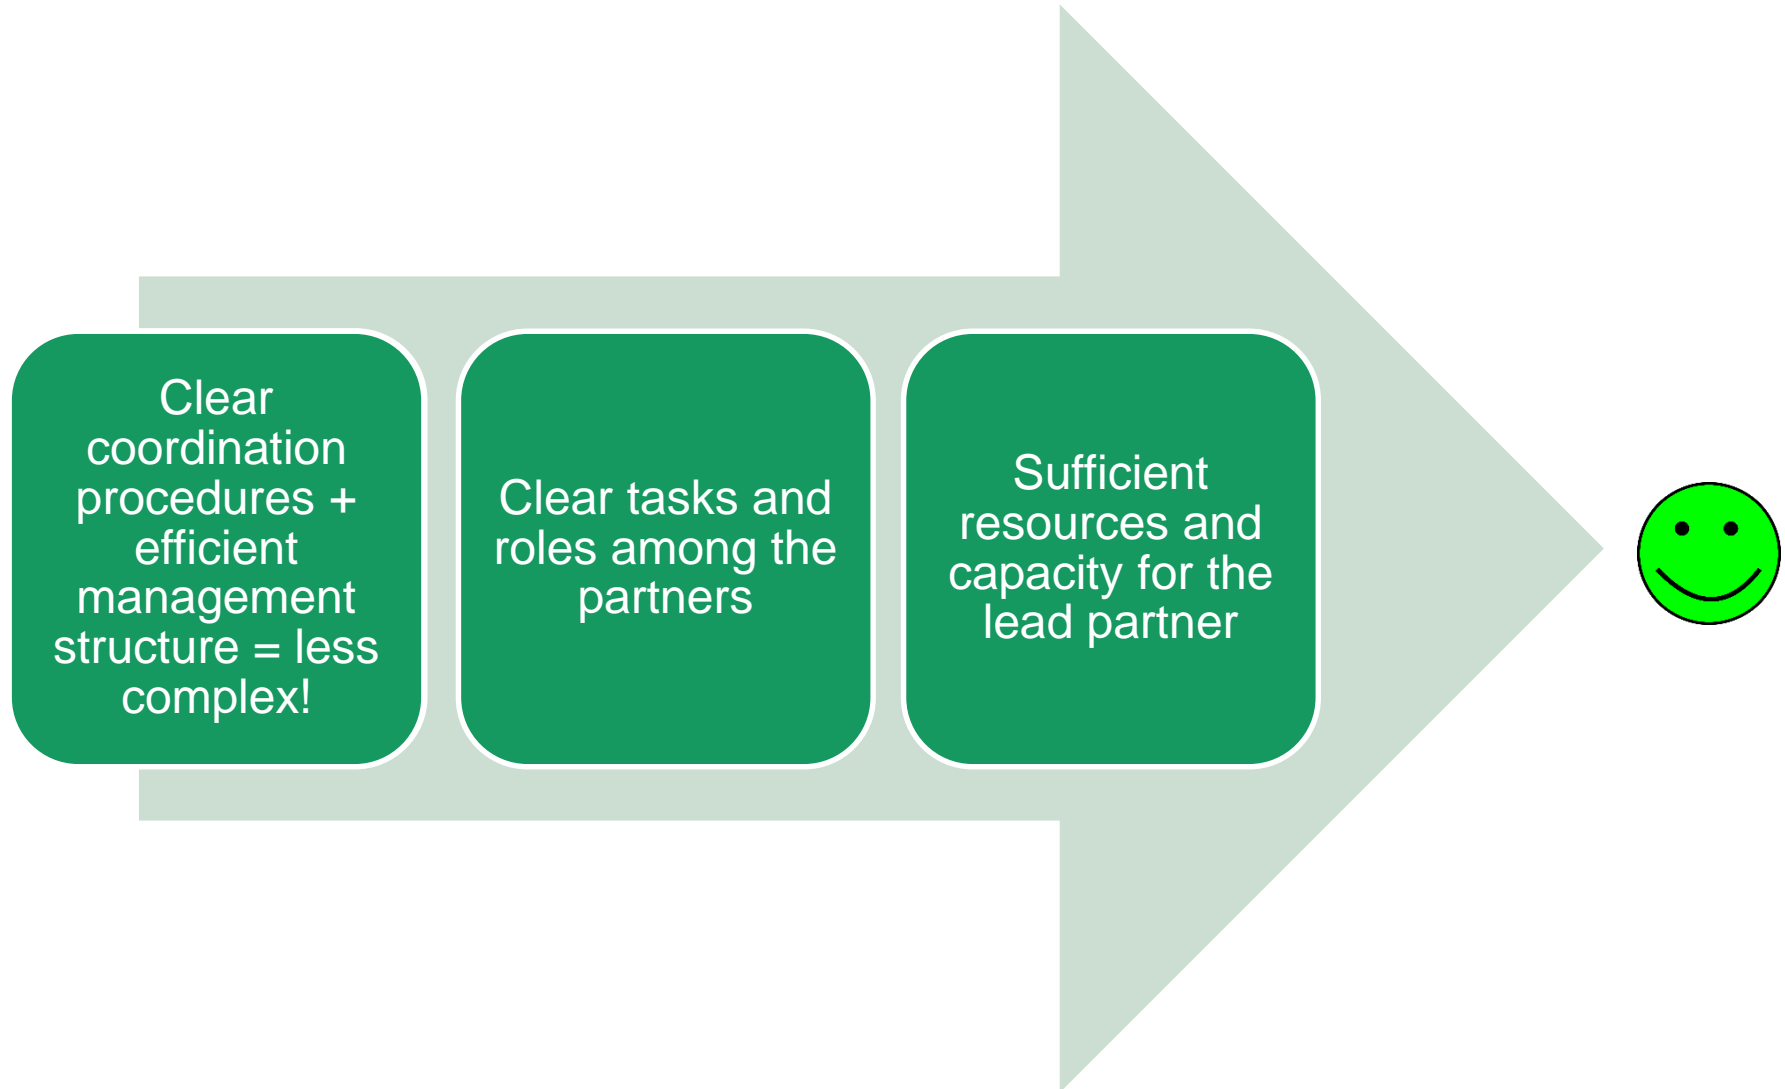 Clear
coordination
procedures +
efficient
management
structure = less
complex!
Clear tasks and
roles among the
partners
Sufficient
resources and
capacity for the
lead partner